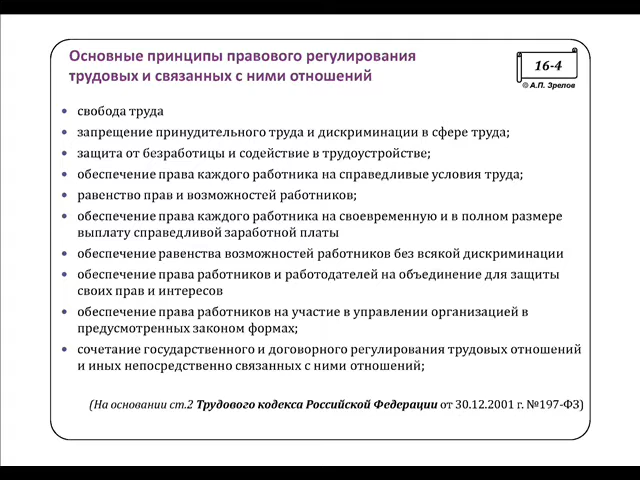 Основные принципы правового регулирования
трудовых и связанных с ними отношений
16-4
© А.П. Зрелов
• свобода труда
• запрещение принудительного труда и дискриминации в сфере труда;
• защита от безработицы и содействие в трудоустройстве;
• обеспечение права каждого работника на справедливые условия труда;
• равенство прав и возможностей работников;
• обеспечение права каждого работника на своевременную и в полном размере
выплату справедливой заработной платы
• обеспечение равенства возможностей работников без всякой дискриминации
• обеспечение права работников и работодателей на объединение для защиты
своих прав и интересов
• обеспечение права работников на участие в управлении организацией в
предусмотренных законом формах;
• сочетание государственного и договорного регулирования трудовых отношений
и иных непосредственно связанных с ними отношений;
(На основании ст.2 Трудового кодекса Российской Федерации от 30.12.2001 г. №197-ФЗ)